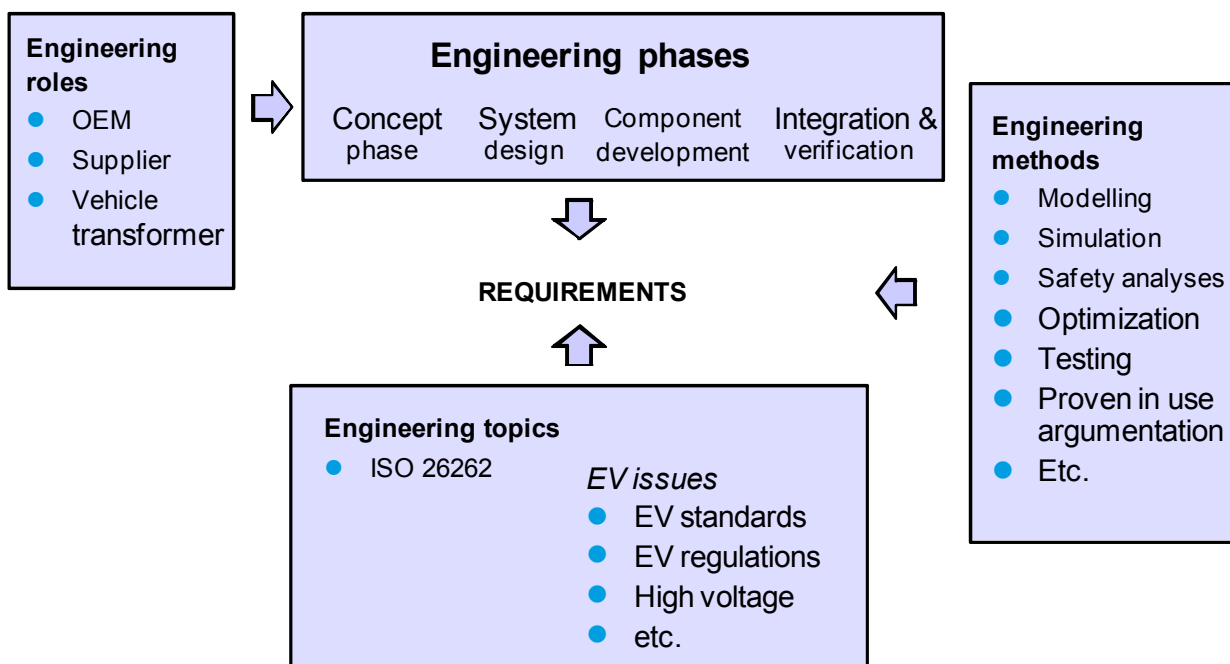 Engineering
roles
OEM
Supplier
Vehicle
transformer
Engineering phases
Concept
phase
System
design
Component
development
Integration &
verification
Engineering
methods
Modelling
Simulation
Safety analyses
Optimization
Testing
Proven in use
argumentation
Etc.
REQUIREMENTS
Engineering topics
ISO 26262
EV issues
EV standards
EV regulations
High voltage
etc.